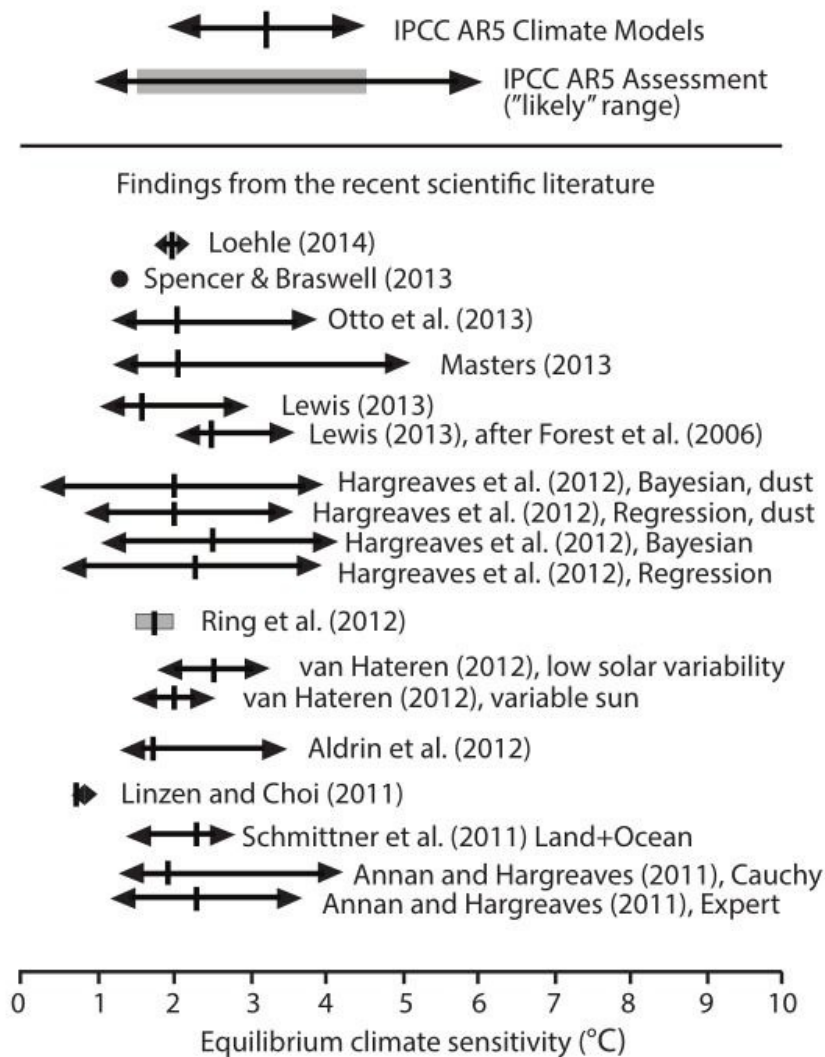 IPCC AR5 Climate Models
IPCC AR5 Assessment
("likely" range)
Findings from the recent scientific literature
Loehle (2014)
Spencer & Braswell (2013
Otto et al. (2013)
Masters (2013
Lewis (2013)
Lewis (2013), after Forest et al. (2006)
Hargreaves et al. (2012), Bayesian, dust
Hargreaves et al. (2012), Regression, dust
Hargreaves et al. (2012), Bayesian
Hargreaves et al. (2012), Regression
Ring et al. (2012)
van Hateren (2012), low solar variability
van Hateren (2012), variable sun
Aldrin et al. (2012)
Linzen and Choi (2011)
Schmittner et al. (2011) Land+Ocean
Annan and Hargreaves (2011), Cauchy
Annan and Hargreaves (2011), Expert
0 1 2 3 4 5 6 7 8 9 10
Equilibrium climate sensitivity (°C)